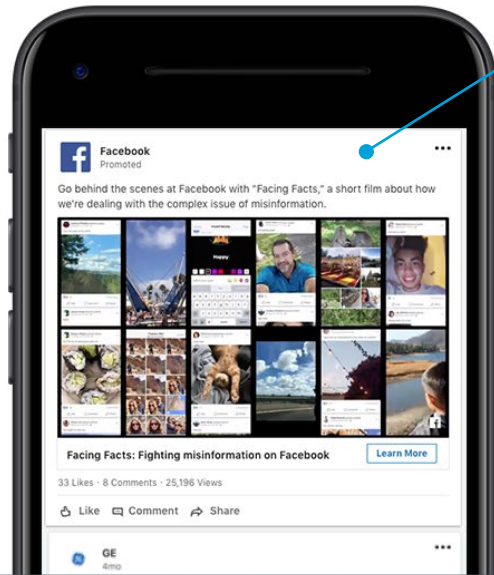 Facebook
Promoted
Go behind the scenes at Facebook with "Facing Facts," a short film about how
we're dealing with the complex issue of misinformation.
Happy
Facing Facts: Fighting misinformation on Facebook
Learn More
33 Likes · 8 Comments · 25,196 Views
Like Comment Share
GE
4mo